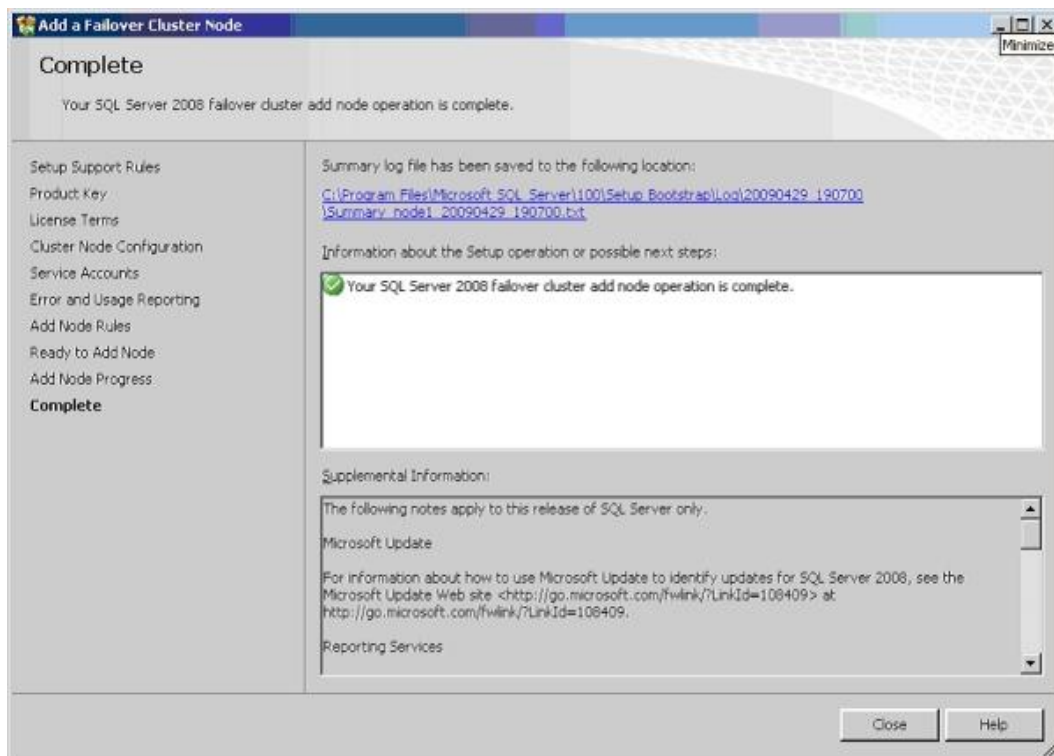 Add a Failover Cluster Node
Minimize
Complete
Your SQL Server 2008 failover cluster add node operation is complete.
Setup Support Rules
Product Key
License Terms
Cluster Node Configuration
Service Accounts
Error and Usage Reporting
Add Node Rules
Ready to Add Node
Add Node Progress
Complete
Summary log file has been saved to the following location:
C:\Program Files\Microsoft SQL Server\100\Setup Bootstrap\Log\20090429_190700
\Summary_node1_20090429_190700.txt
Information about the Setup operation or possible next steps:
Your SQL Server 2008 failover cluster add node operation is complete.
Supplemental Information:
The following notes apply to this release of SQL Server only.
Microsoft Update
For information about how to use Microsoft Update to identify updates for SQL Server 2008, see the
Microsoft Update Web site <http://go.microsoft.com/fwlink/?LinkId=108409> at
http://go.microsoft.com/fwlink/?LinkId=108409.
Reporting Services
Close
Help